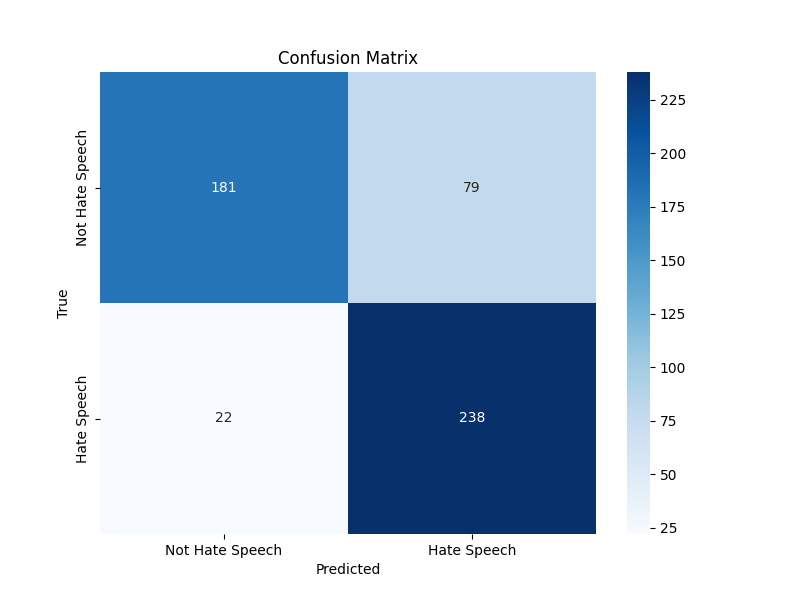 Confusion Matrix
Not Hate Speech
Hate Speech
True
181
79
22
238
Not Hate Speech
Hate Speech
Predicted
225
200
175
150
125
100
75
50
25